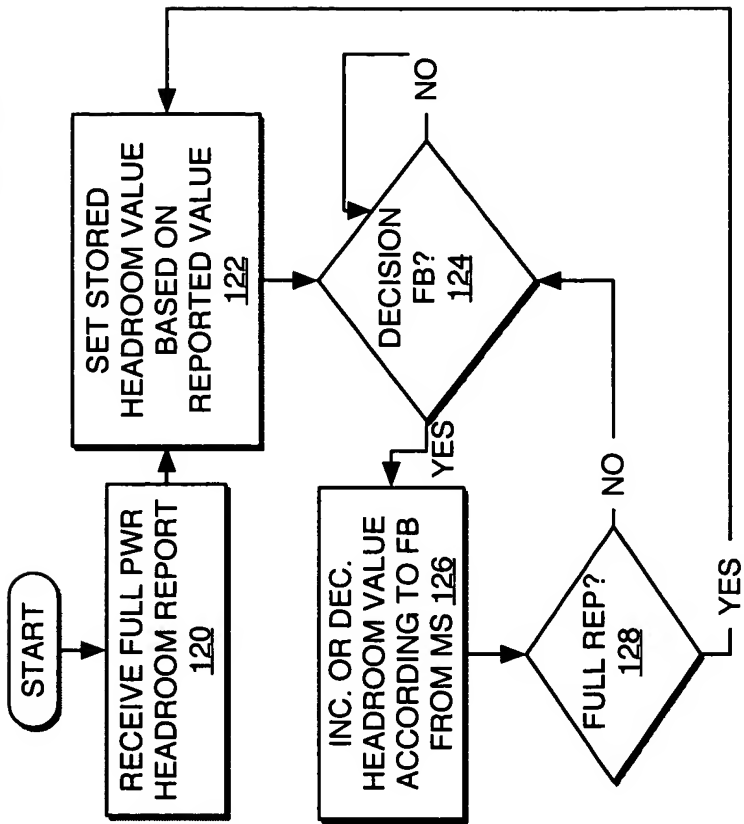 START
RECEIVE FULL PWR
HEADROOM REPORT
120
SET STORED
HEADROOM VALUE
BASED ON
REPORTED VALUE
122
DECISION
FB?
124
NO
YES
INC. OR DEC.
HEADROOM VALUE
ACCORDING TO FB
FROM MS 126
FULL REP?
128
NO
YES